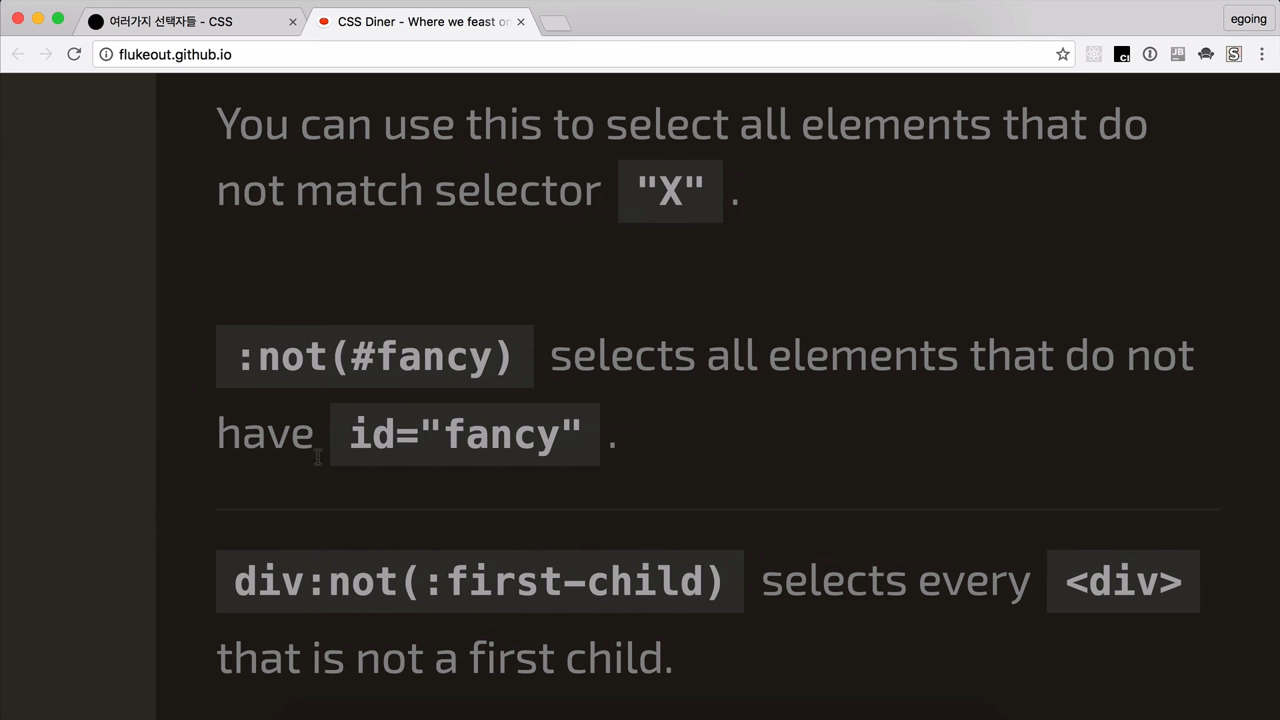 여러가지 선택자들 - CSS
CSS Diner - Where we feast on
egoing
flukeout.github.io
You can use this to select all elements that do
not match selector "X" .
:not(#fancy) selects all elements that do not
have id="fancy" .
div:not(:first-child) selects every <div>
that is not a first child.